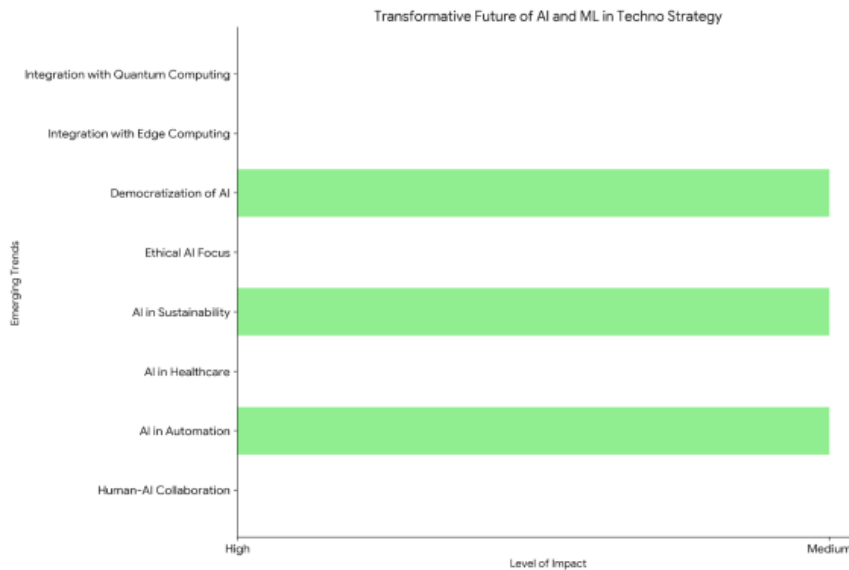 Transformative Future of AI and ML in Techno Strategy
Integration with Quantum Computing
Integration with Edge Computing
Democratization of AI
Ethical AI Focus
AI in Sustainability
AI in Healthcare
AI in Automation
Human-AI Collaboration
Emerging Trends
High
Medium
Level of Impact